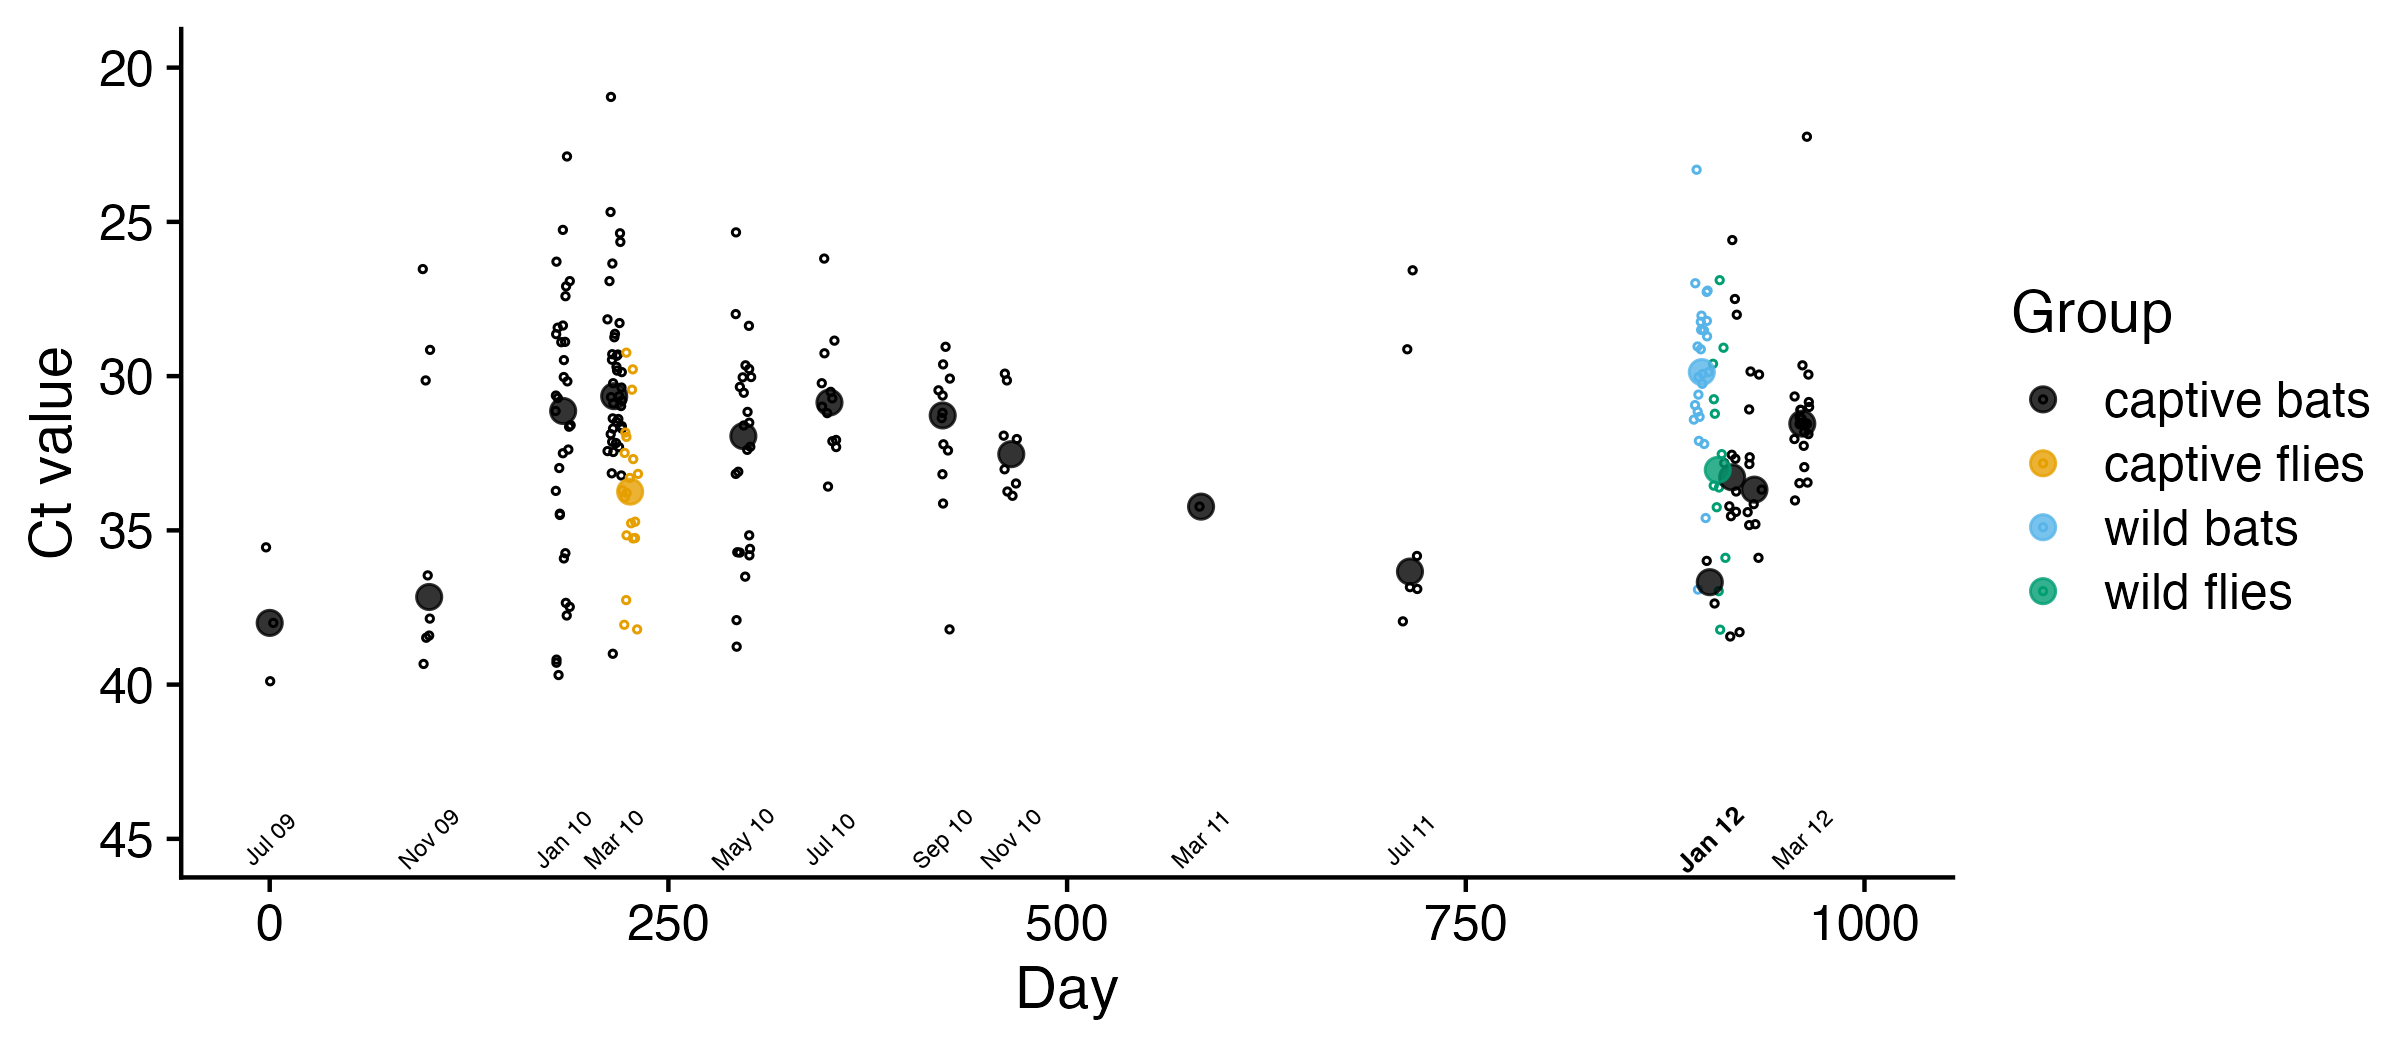 Ct value
20
25
30
35
40
45
Jul 09
Nov 09
Jan 10
Mar 10
May 10
Jul 10
Sep 10
Nov 10
Mar 11
Jul 11
Jan 12
Mar 12
0
250
500
750
1000
Day
Group
captive bats
captive flies
wild bats
wild flies